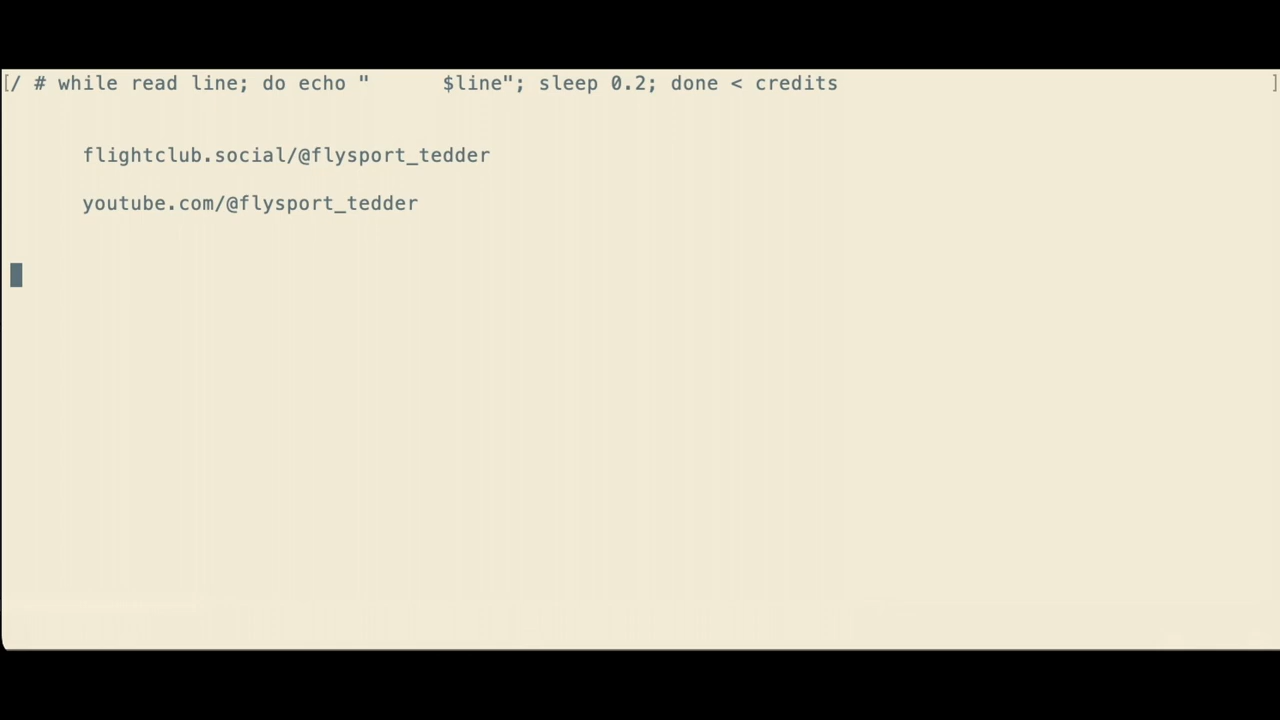 [/ # while read line; do echo "      $line"; sleep 0.2; done < credits ]
flightclub.social/@flysport_tedder
youtube.com/@flysport_tedder